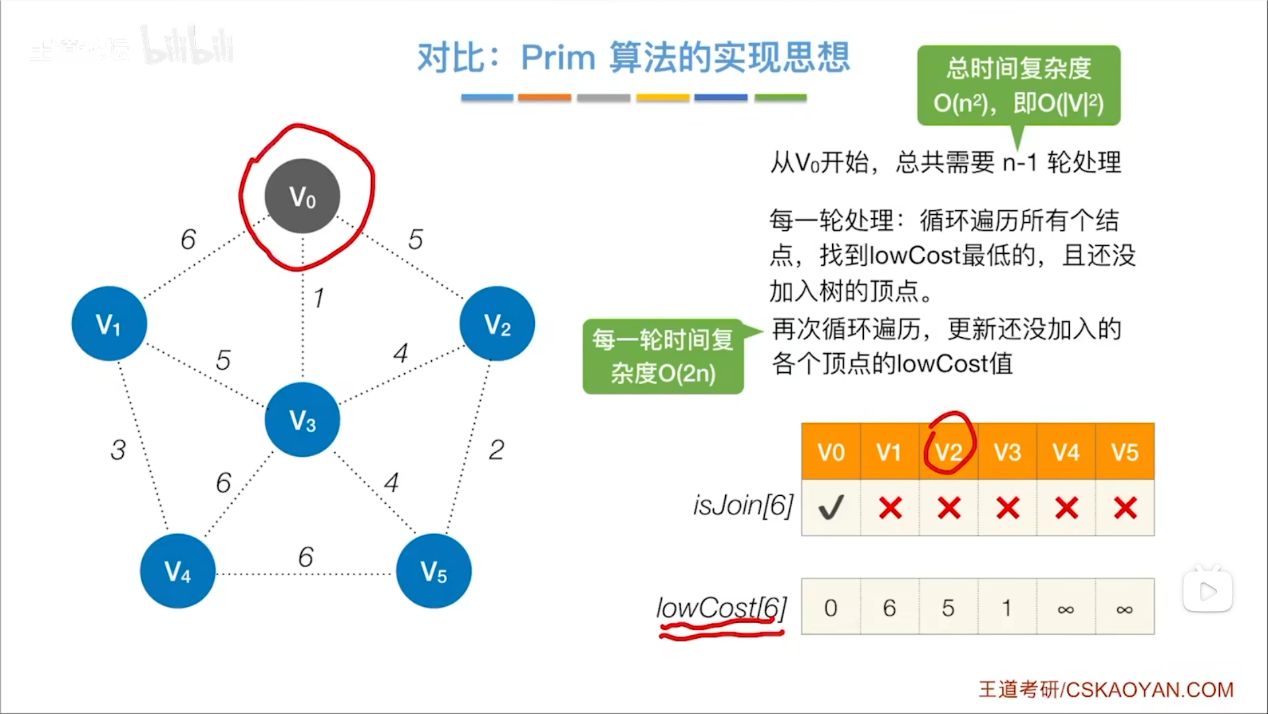 王道考研 bilibili
对比：Prim 算法的实现思想
总时间复杂度
O(n²)，即O(|V|²)
从V₀开始，总共需要 n-1 轮处理
每一轮处理：循环遍历所有个结
点，找到lowCost最低的，且还没
加入树的顶点。
再次循环遍历，更新还没加入的
各个顶点的lowCost值
每一轮时间复
杂度O(2n)
V₀
6
5
1
V₁
V₂
5
4
V₃
3
2
6
4
V₄
6
V₅
V0 V1 V2 V3 V4 V5
isJoin[6] ✓ ✕ ✕ ✕ ✕ ✕
lowCost[6] 0 6 5 1 ∞ ∞
王道考研/CSKAOYAN.COM